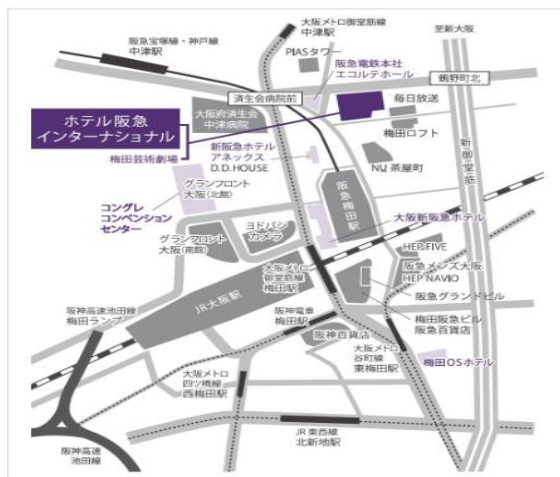 大阪メトロ御堂筋線
中津駅
至新大阪
阪急宝塚線・神戸線
中津駅
PIASタワー
阪急電鉄本社
エコルテホール
鶴野町北
済生会病院前
ホテル阪急
インターナショナル
大阪府済生会
中津病院
毎日放送
梅田ロフト
梅田芸術劇場
新阪急ホテル
アネックス
D.D.HOUSE
NU 茶屋町
新御堂筋
グランフロント
大阪(北館)
阪急梅田駅
コングレ
コンベンション
センター
大阪新阪急ホテル
ヨドバシ
カメラ
グランフロント
大阪(南館)
HEP FIVE
大阪メトロ
御堂筋線
梅田駅
阪急メンズ大阪
HEP NAVIO
JR大阪駅
阪急グランドビル
阪神高速池田線
梅田ランプ
阪神電車
梅田駅
梅田阪急ビル
阪急百貨店
阪神百貨店
大阪メトロ
谷町線
東梅田駅
梅田OSホテル
大阪メトロ
四ツ橋線
西梅田駅
JR東西線
北新地駅
阪神高速
池田線